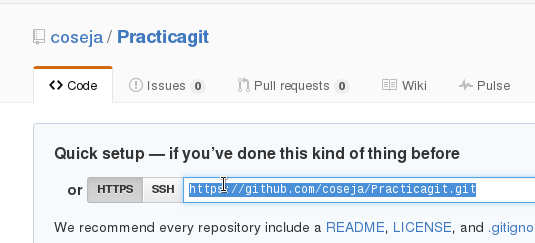 coseja / Practicagit
Code Issues 0 Pull requests 0 Wiki Pulse
Quick setup — if you’ve done this kind of thing before
or HTTPS SSH https://github.com/coseja/Practicagit.git
We recommend every repository include a README, LICENSE, and .gitigno